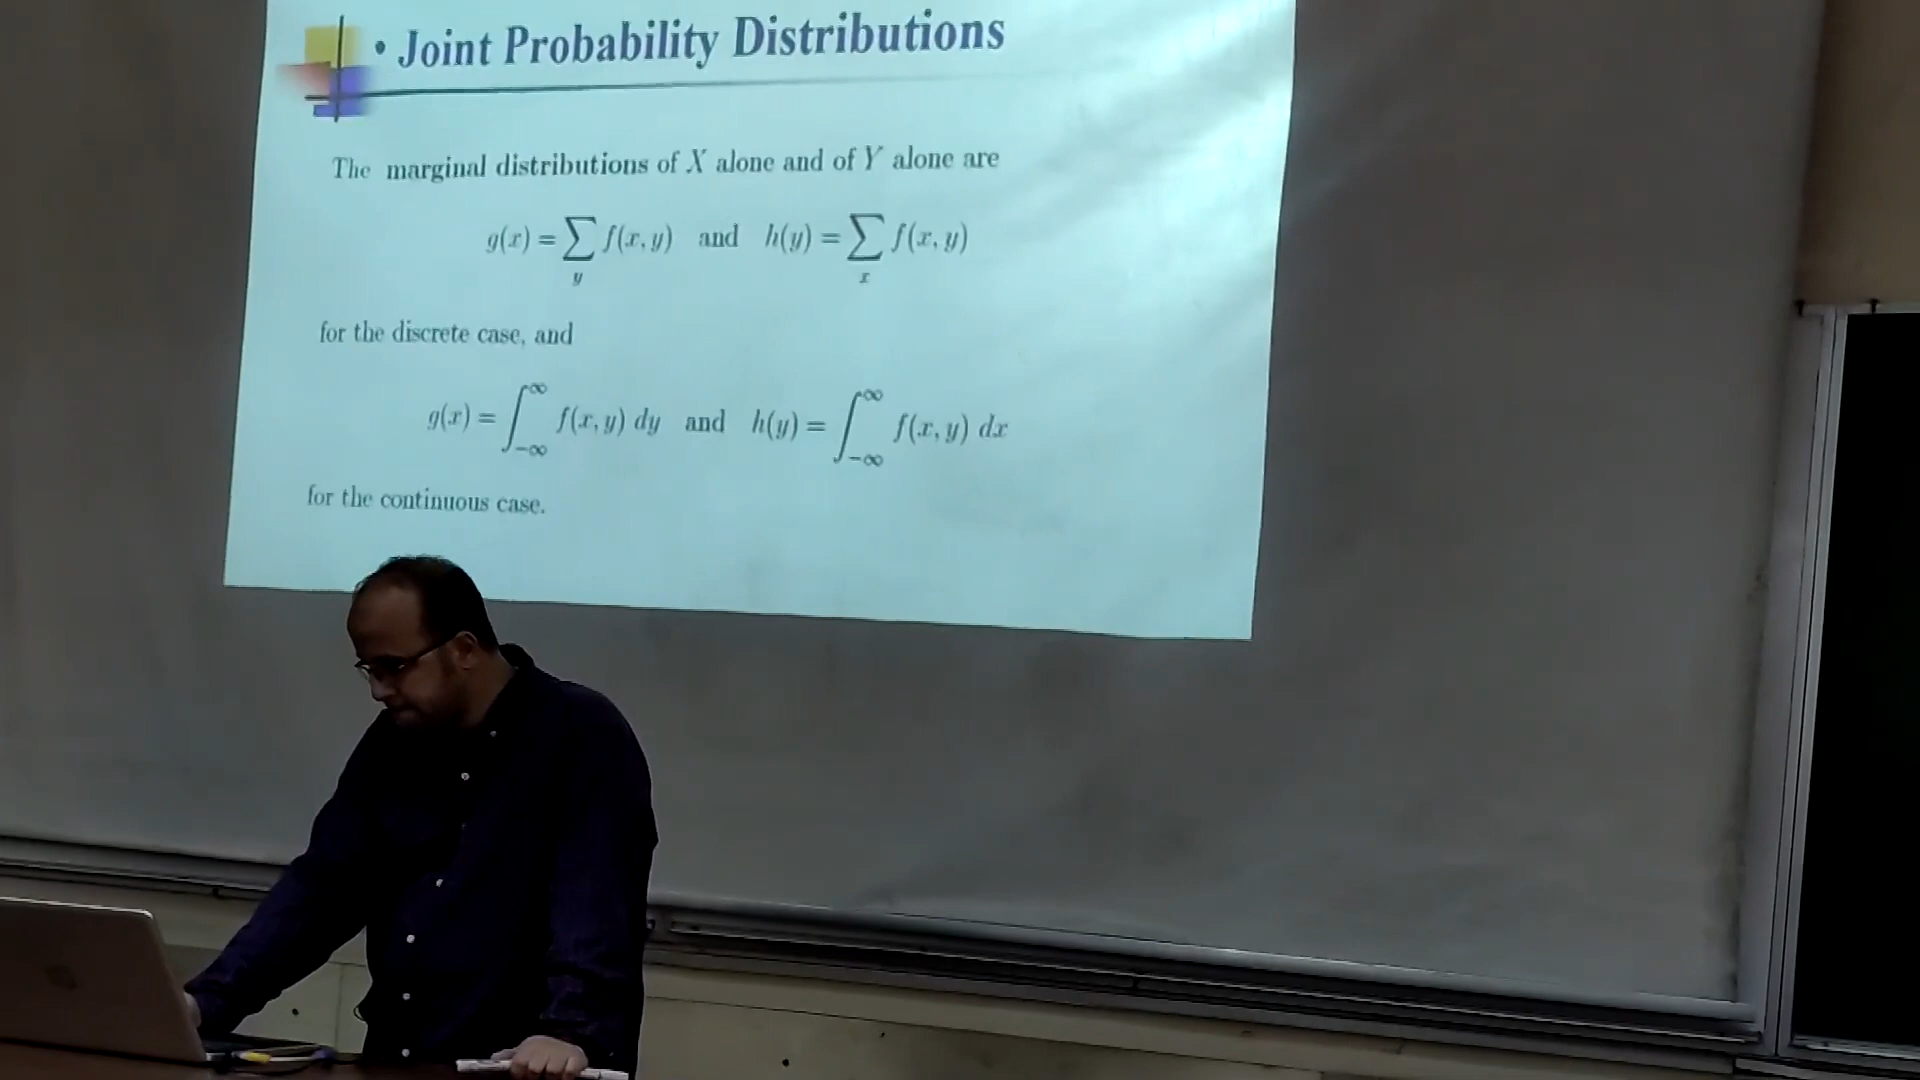 • Joint Probability Distributions
The marginal distributions of X alone and of Y alone are
g(x) = ∑_y f(x, y) and h(y) = ∑_x f(x, y)
for the discrete case, and
g(x) = ∫_{-∞}^{∞} f(x, y) dy and h(y) = ∫_{-∞}^{∞} f(x, y) dx
for the continuous case.